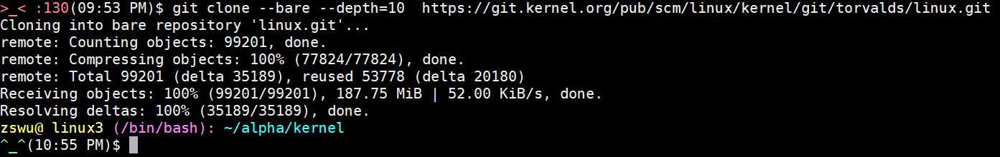 >_< :130(09:53 PM)$ git clone --bare --depth=10  https://git.kernel.org/pub/scm/linux/kernel/git/torvalds/linux.git
Cloning into bare repository 'linux.git'...
remote: Counting objects: 99201, done.
remote: Compressing objects: 100% (77824/77824), done.
remote: Total 99201 (delta 35189), reused 53778 (delta 20180)
Receiving objects: 100% (99201/99201), 187.75 MiB | 52.00 KiB/s, done.
Resolving deltas: 100% (35189/35189), done.
zswu@ linux3 (/bin/bash): ~/alpha/kernel
^_^(10:55 PM)$